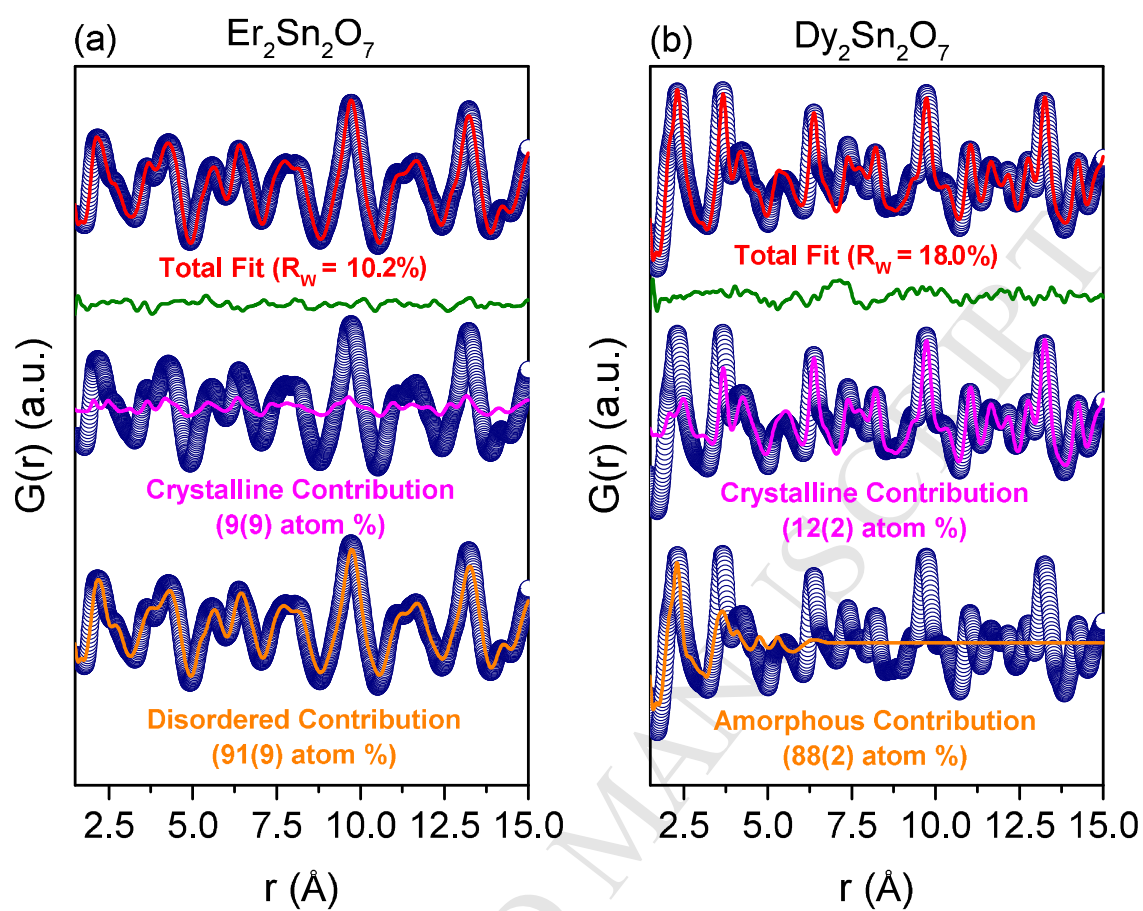 (a) Er₂Sn₂O₇
Total Fit (R_W = 10.2%)
Crystalline Contribution
(9(9) atom %)
Disordered Contribution
(91(9) atom %)
G(r) (a.u.)
2.5 5.0 7.5 10.0 12.5 15.0
r (Å)
(b) Dy₂Sn₂O₇
Total Fit (R_W = 18.0%)
Crystalline Contribution
(12(2) atom %)
Amorphous Contribution
(88(2) atom %)
G(r) (a.u.)
2.5 5.0 7.5 10.0 12.5 15.0
r (Å)